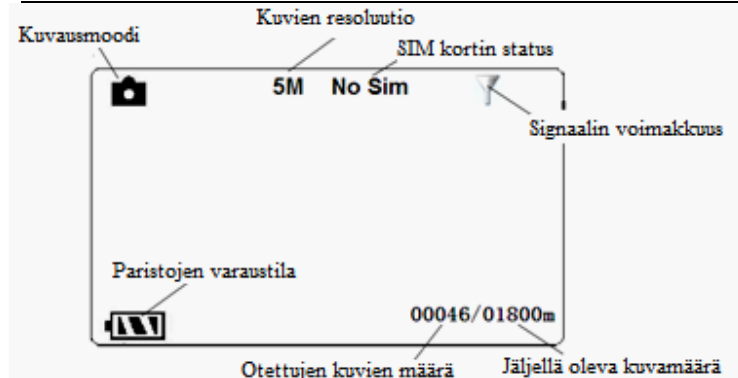 Kuvien resoluutio
Kuvausmoodi
SIM kortin status
5M No Sim
Signaalin voimakkuus
Paristojen varaustila
00046/01800m
Otettujen kuvien määrä
Jäljellä oleva kuvamäärä